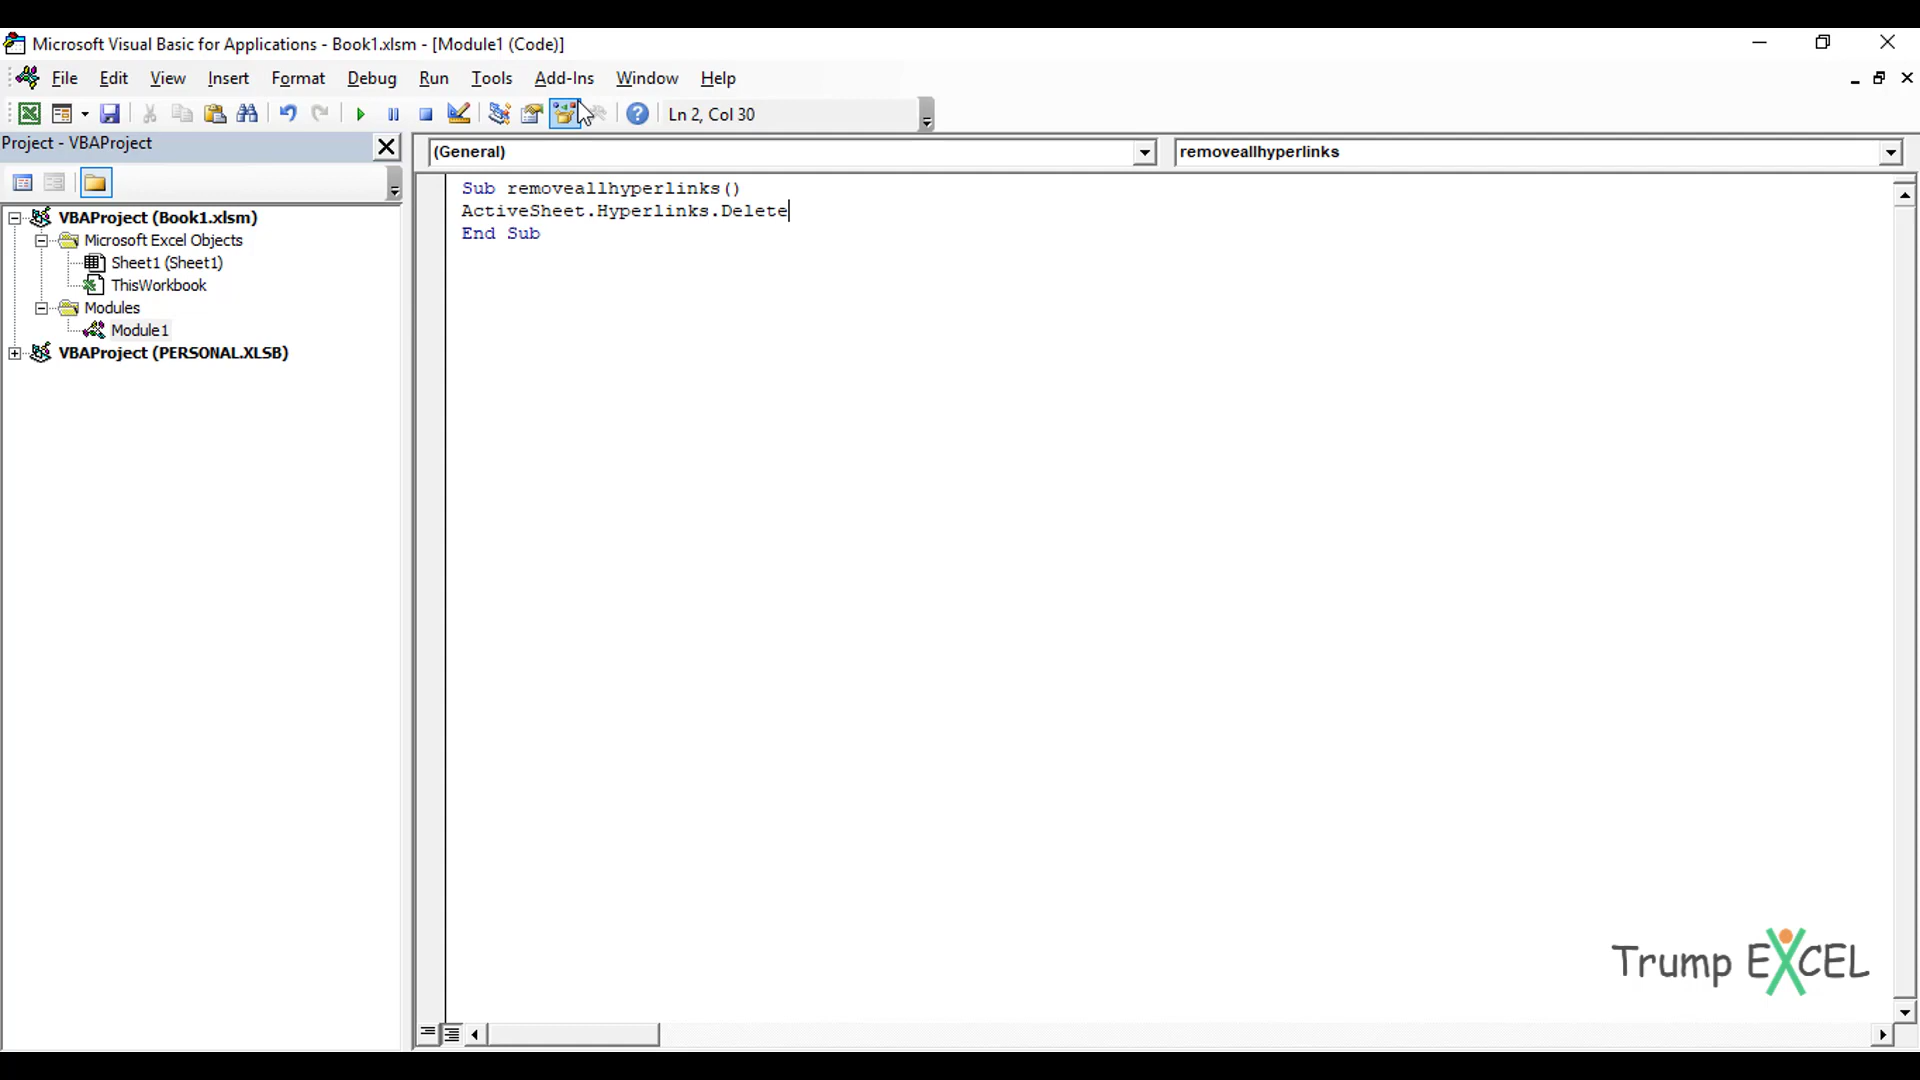 Microsoft Visual Basic for Applications - Book1.xlsm - [Module1 (Code)]
File Edit View Insert Format Debug Run Tools Add-Ins Window Help
Ln 2, Col 30
Project - VBAProject
(General) removeallhyperlinks
VBAProject (Book1.xlsm)
Microsoft Excel Objects
Sheet1 (Sheet1)
ThisWorkbook
Modules
Module1
VBAProject (PERSONAL.XLSB)
Sub removeallhyperlinks()
ActiveSheet.Hyperlinks.Delete
End Sub
Trump EXCEL